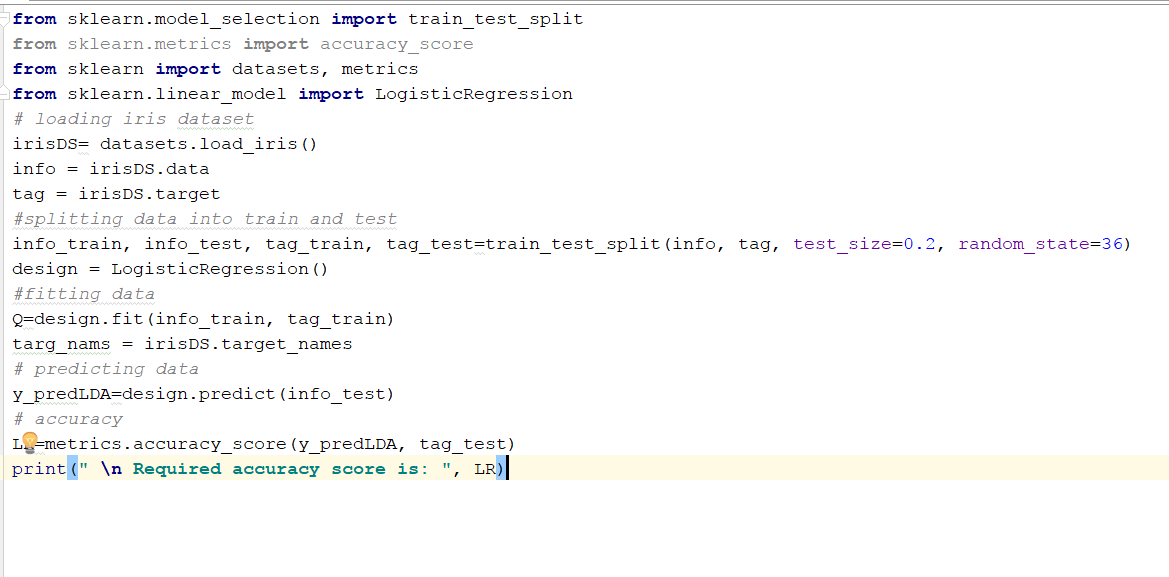 from sklearn.model_selection import train_test_split
from sklearn.metrics import accuracy_score
from sklearn import datasets, metrics
from sklearn.linear_model import LogisticRegression
# loading iris dataset
irisDS= datasets.load_iris()
info = irisDS.data
tag = irisDS.target
#splitting data into train and test
info_train, info_test, tag_train, tag_test=train_test_split(info, tag, test_size=0.2, random_state=36)
design = LogisticRegression()
#fitting data
Q=design.fit(info_train, tag_train)
targ_nams = irisDS.target_names
# predicting data
y_predLDA=design.predict(info_test)
# accuracy
LR=metrics.accuracy_score(y_predLDA, tag_test)
print(" \n Required accuracy score is: ", LR)